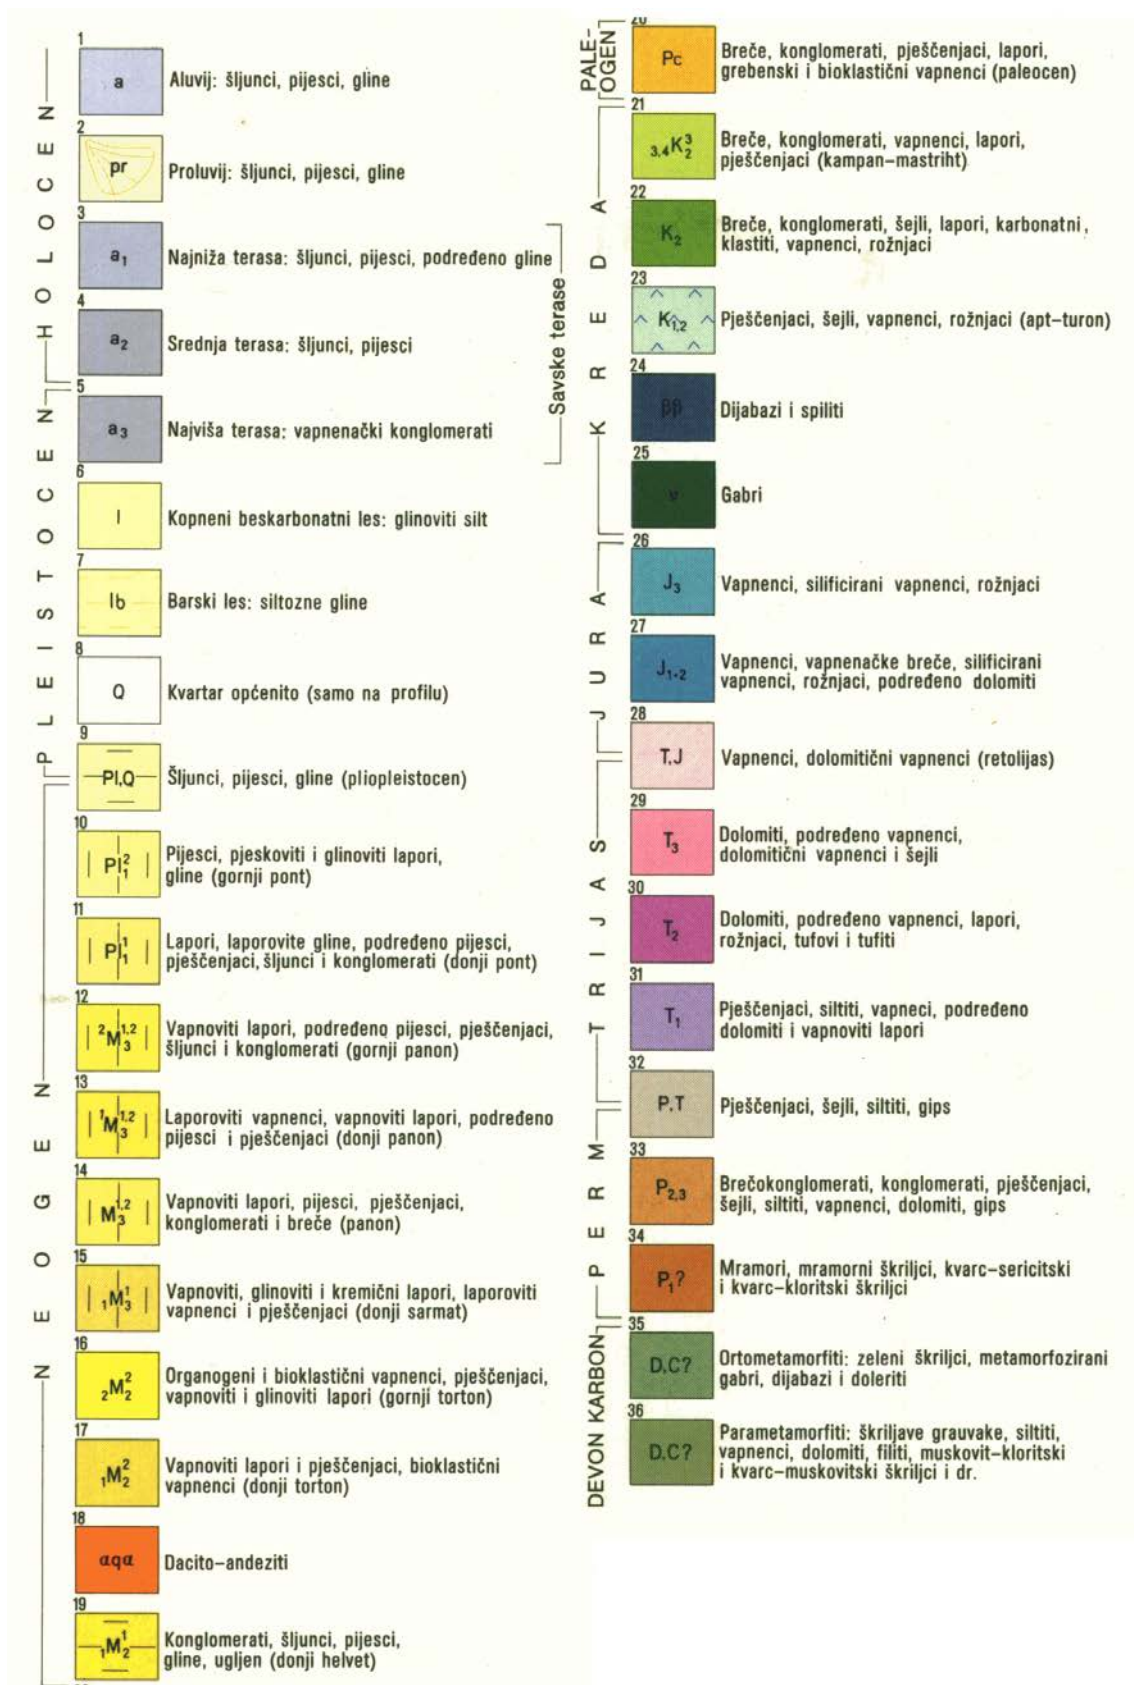 HOLOCEN
PLEISTOCEN
NEOGEN
1
a
Aluvij: šljunci, pijesci, gline
2
pr
Proluvij: šljunci, pijesci, gline
3
a₁
Najniža terasa: šljunci, pijesci, podređeno gline
4
a₂
Srednja terasa: šljunci, pijesci
5
a₃
Najviša terasa: vapnenački konglomerati
Savske terase
6
l
Kopneni beskarbonatni les: glinoviti silt
7
lb
Barski les: siltozne gline
8
Q
Kvartar općenito (samo na profilu)
9
Pl,Q
Šljunci, pijesci, gline (pliopleistocen)
10
Pl₁²
Pijesci, pjeskoviti i glinoviti lapori,
gline (gornji pont)
11
Pl₁¹
Lapori, laporovite gline, podređeno pijesci,
pješčenjaci, šljunci i konglomerati (donji pont)
12
²M₃¹,²
Vapnoviti lapori, podređeno pijesci, pješčenjaci,
šljunci i konglomerati (gornji panon)
13
¹M₃¹,²
Laporoviti vapnenci, vapnoviti lapori, podređeno
pijesci i pješčenjaci (donji panon)
14
M₃¹,²
Vapnoviti lapori, pijesci, pješčenjaci,
konglomerati i breče (panon)
15
₁M₃¹
Vapnoviti, glinoviti i kremični lapori, laporoviti
vapnenci i pješčenjaci (donji sarmat)
16
₂M₂²
Organogeni i bioklastični vapnenci, pješčenjaci,
vapnoviti i glinoviti lapori (gornji torton)
17
₁M₂²
Vapnoviti lapori i pješčenjaci, bioklastični
vapnenci (donji torton)
18
αqα
Dacito-andeziti
19
₁M₂¹
Konglomerati, šljunci, pijesci,
gline, ugljen (donji helvet)
PALE-
OGEN
KREDA
JURA
TRIJAS
PERM
DEVON KARBON
20
Pc
Breče, konglomerati, pješčenjaci, lapori,
grebenski i bioklastični vapnenci (paleocen)
21
₃,₄K₂³
Breče, konglomerati, vapnenci, lapori,
pješčenjaci (kampan-mastriht)
22
K₂
Breče, konglomerati, šejli, lapori, karbonatni,
klastiti, vapnenci, rožnjaci
23
K₁,₂
Pješčenjaci, šejli, vapnenci, rožnjaci (apt-turon)
24
ββ
Dijabazi i spiliti
25
Gabri
26
J₃
Vapnenci, silificirani vapnenci, rožnjaci
27
J₁₊₂
Vapnenci, vapnenačke breče, silificirani
vapnenci, rožnjaci, podređeno dolomiti
28
T,J
Vapnenci, dolomitični vapnenci (retolijas)
29
T₃
Dolomiti, podređeno vapnenci,
dolomitični vapnenci i šejli
30
T₂
Dolomiti, podređeno vapnenci, lapori,
rožnjaci, tufovi i tufiti
31
T₁
Pješčenjaci, siltiti, vapneci, podređeno
dolomiti i vapnoviti lapori
32
P,T
Pješčenjaci, šejli, siltiti, gips
33
P₂,₃
Brečokonglomerati, konglomerati, pješčenjaci,
šejli, siltiti, vapnenci, dolomiti, gips
34
P₁?
Mramori, mramorni škriljci, kvarc-sericitski
i kvarc-kloritski škriljci
35
D,C?
Ortometamorfiti: zeleni škriljci, metamorfozirani
gabri, dijabazi i doleriti
36
D,C?
Parametamorfiti: škriljave grauvake, siltiti,
vapnenci, dolomiti, filiti, muskovit-kloritski
i kvarc-muskovitski škriljci i dr.